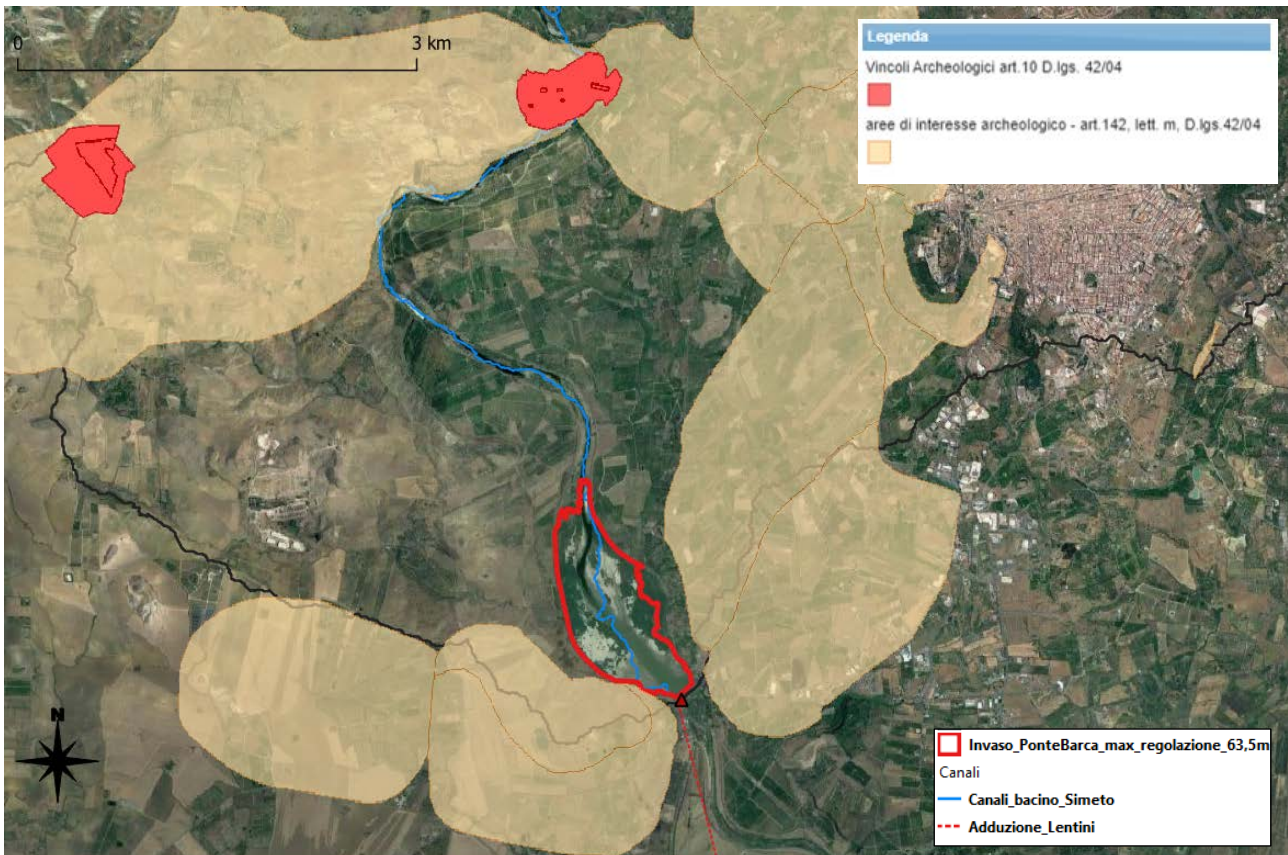 0
3 km
Legenda
Vincoli Archeologici art.10 D.lgs. 42/04
aree di interesse archeologico - art.142, lett. m, D.lgs.42/04
N
Invaso_PonteBarca_max_regolazione_63,5m
Canali
Canali_bacino_Simeto
Adduzione_Lentini